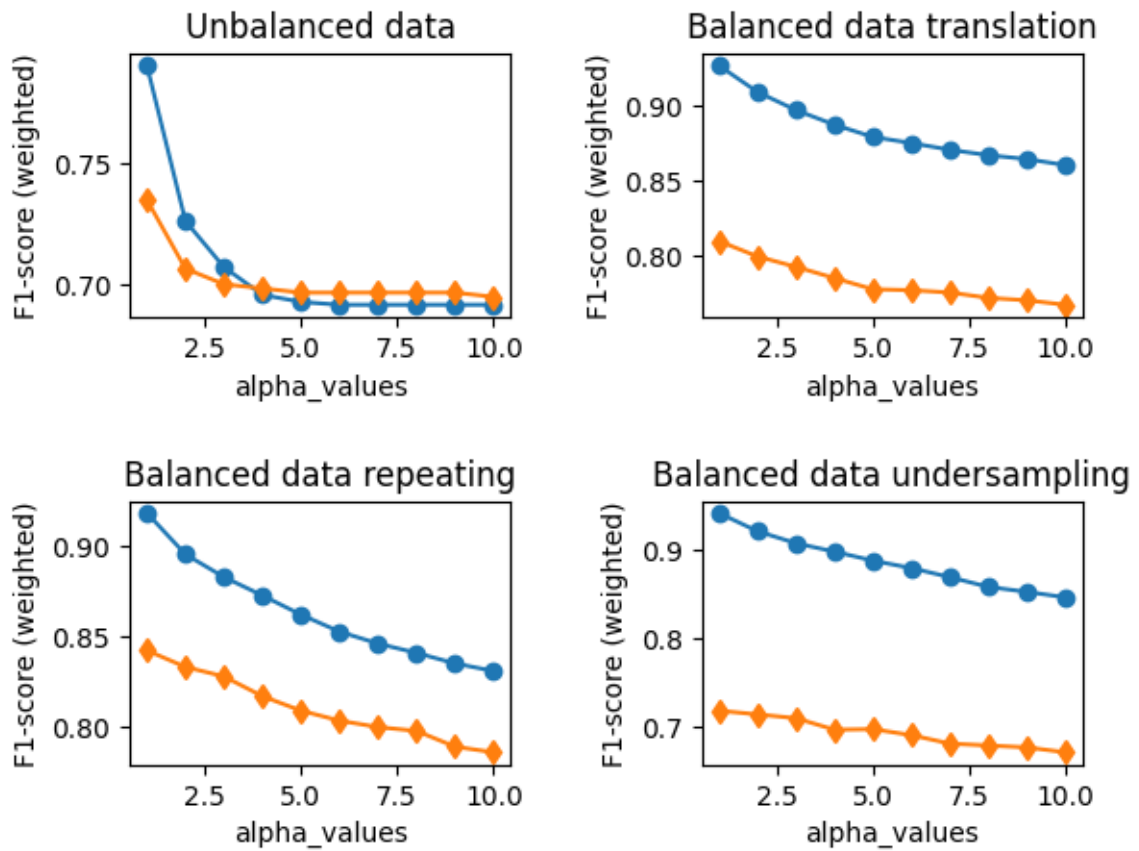 Unbalanced data
F1-score (weighted)
0.75
0.70
2.5 5.0 7.5 10.0
alpha_values
Balanced data translation
F1-score (weighted)
0.90
0.85
0.80
2.5 5.0 7.5 10.0
alpha_values
Balanced data repeating
F1-score (weighted)
0.90
0.85
0.80
2.5 5.0 7.5 10.0
alpha_values
Balanced data undersampling
F1-score (weighted)
0.9
0.8
0.7
2.5 5.0 7.5 10.0
alpha_values